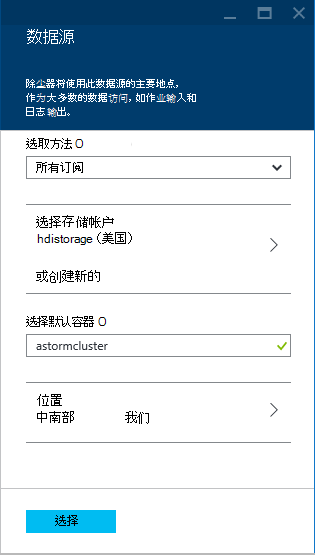 数据源
除尘器将使用此数据源的主要地点，
作为大多数的数据访问，如作业输入和
日志输出。
选取方法 O
所有订阅
选择存储帐户
hdistorage (美国)
或创建新的
选择默认容器 O
astormcluster
位置
中南部 我们
选择